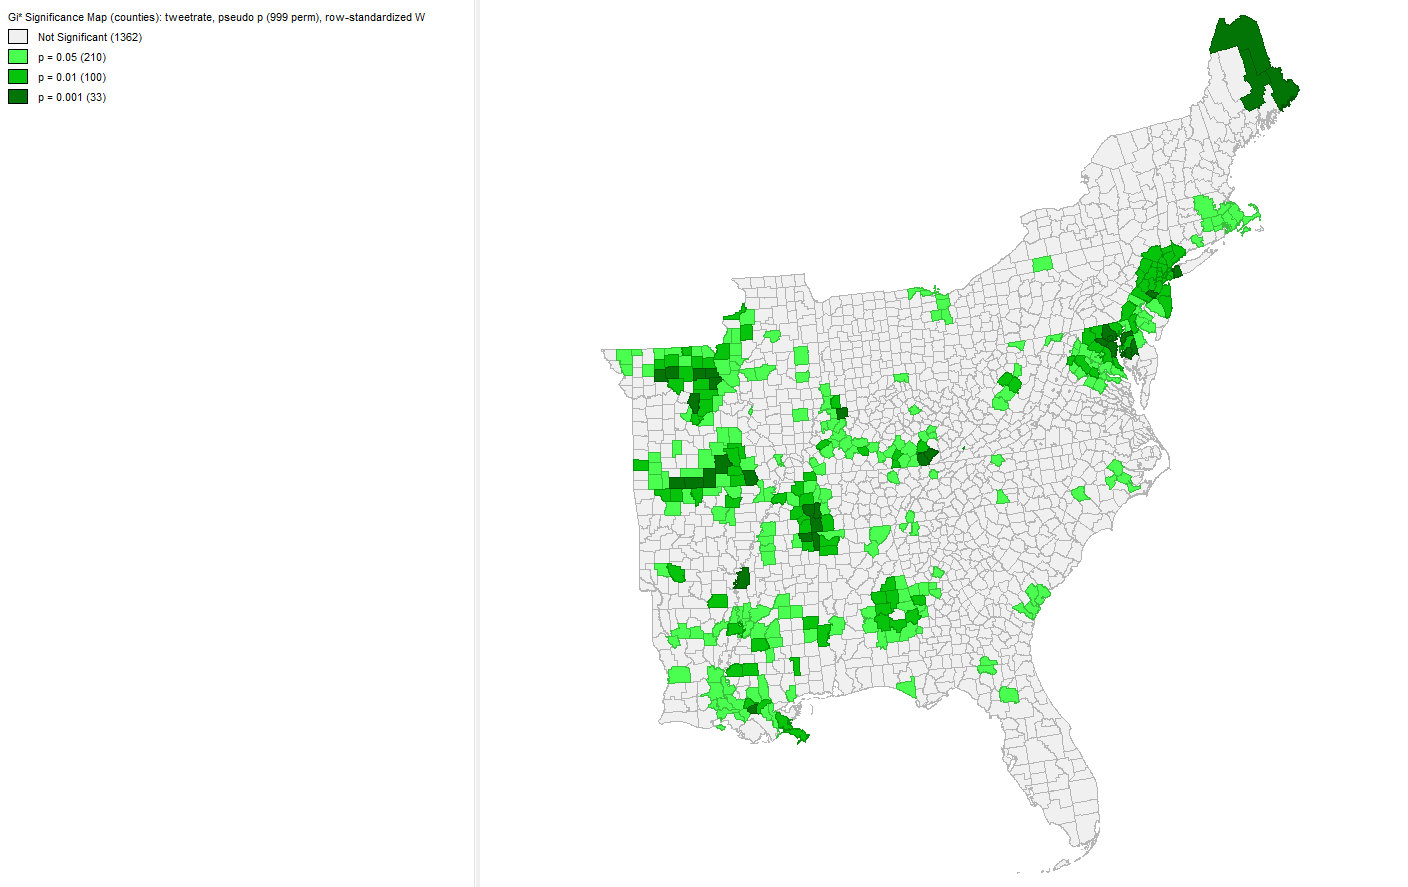 Gi* Significance Map (counties): tweetrate, pseudo p (999 perm), row-standardized W
Not Significant (1362)
p = 0.05 (210)
p = 0.01 (100)
p = 0.001 (33)